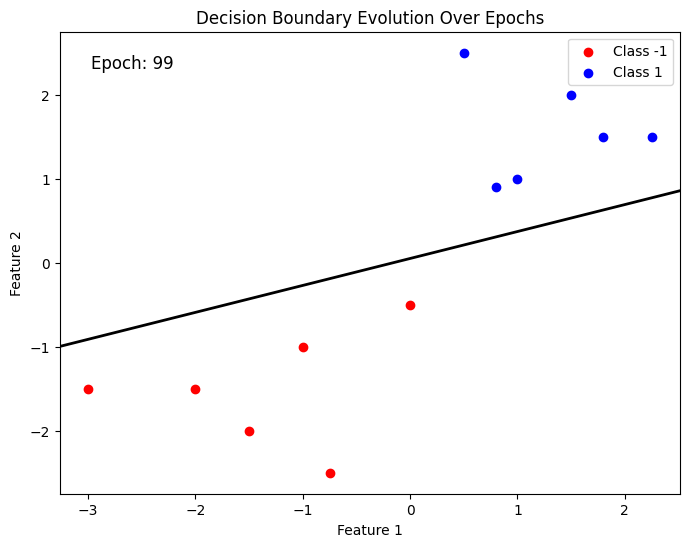 Decision Boundary Evolution Over Epochs
Epoch: 99
Class -1
Class 1
Feature 2
2
1
0
−1
−2
−3
−2
−1
0
1
2
Feature 1